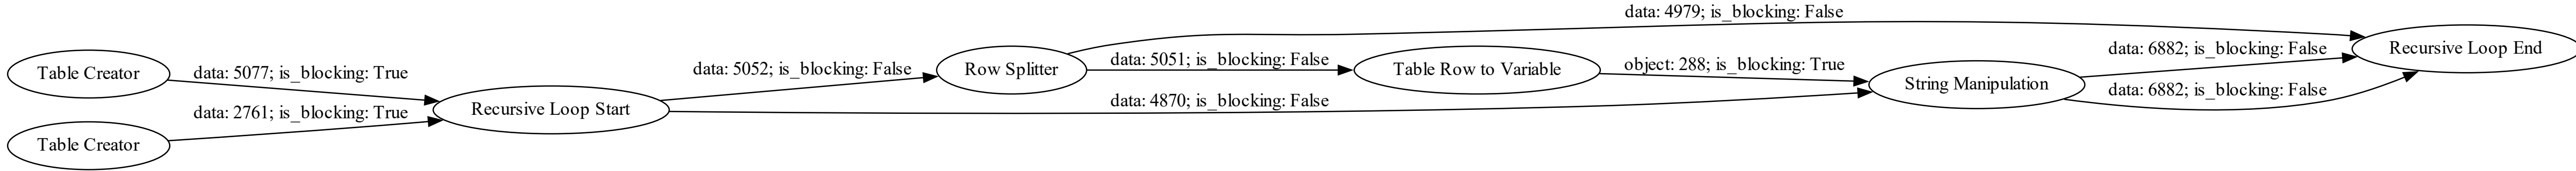 data: 4979; is_blocking: False
Table Creator
data: 5077; is_blocking: True
data: 5052; is_blocking: False
Row Splitter
data: 5051; is_blocking: False
Table Row to Variable
object: 288; is_blocking: True
data: 6882; is_blocking: False
Recursive Loop End
Table Creator
data: 2761; is_blocking: True
Recursive Loop Start
data: 4870; is_blocking: False
String Manipulation
data: 6882; is_blocking: False